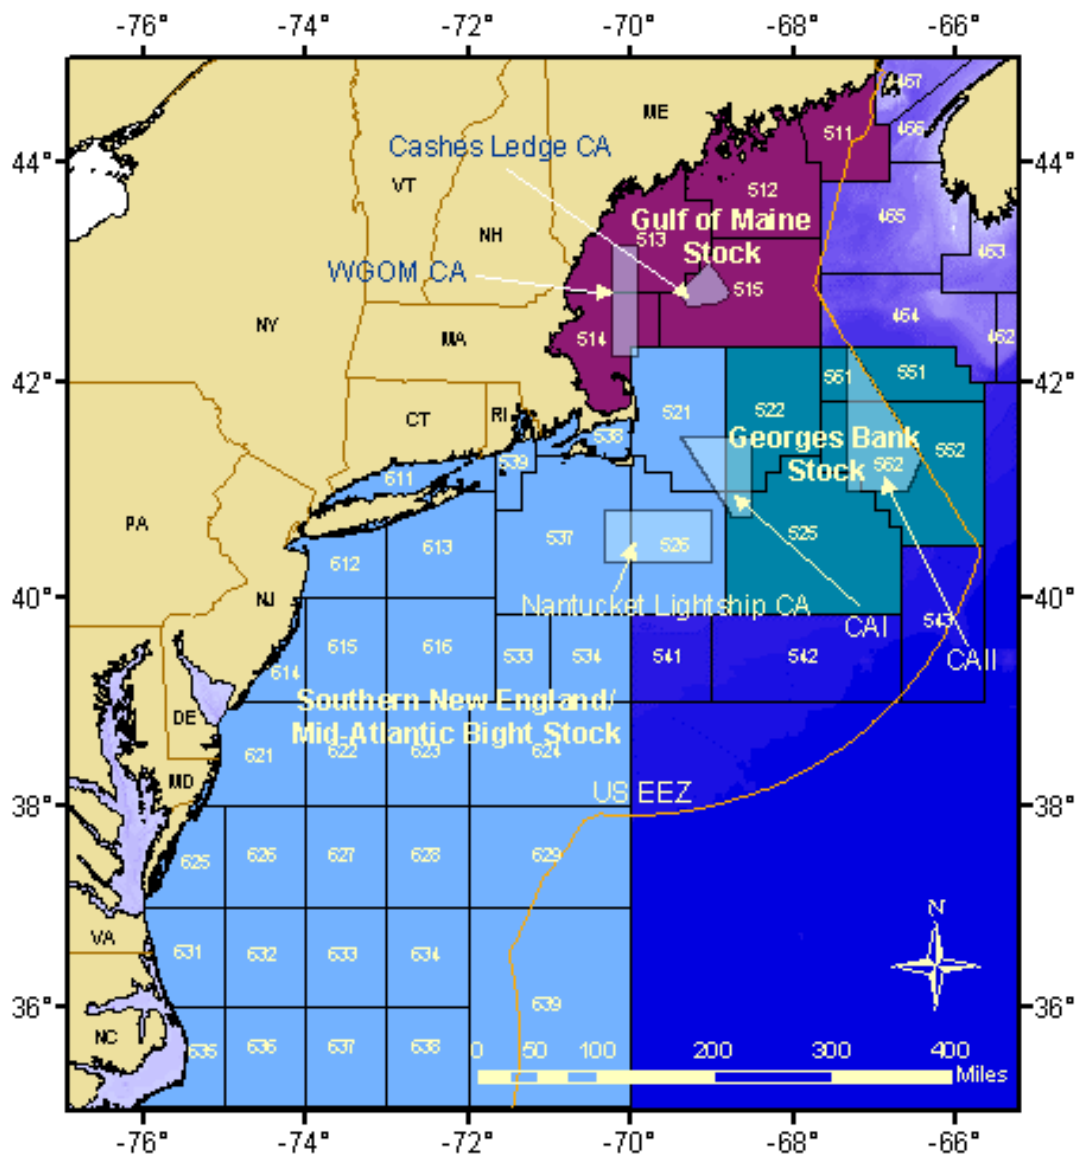 -76° -74° -72° -70° -68° -66°
467
ME
511
466
44°
Cashes Ledge CA
44°
VT
512
Gulf of Maine
Stock
465
NH
513
463
WGOM CA
515
464
462
NY
MA
514
42°
561
551
42°
CT
RI
521
522
538
Georges Bank
Stock
552
539
562
611
PA
537
526
525
613
612
40°
Nantucket Lightship CA
40°
NJ
CAI
543
615
616
533
534
541
542
CAII
614
Southern New England/
Mid-Atlantic Bight Stock
DE
621
622
623
624
MD
US EEZ
38°
38°
625
626
627
628
629
N
VA
631
632
633
634
36°
639
36°
NC
635
636
637
638
0 50 100 200 300 400
Miles
-76° -74° -72° -70° -68° -66°